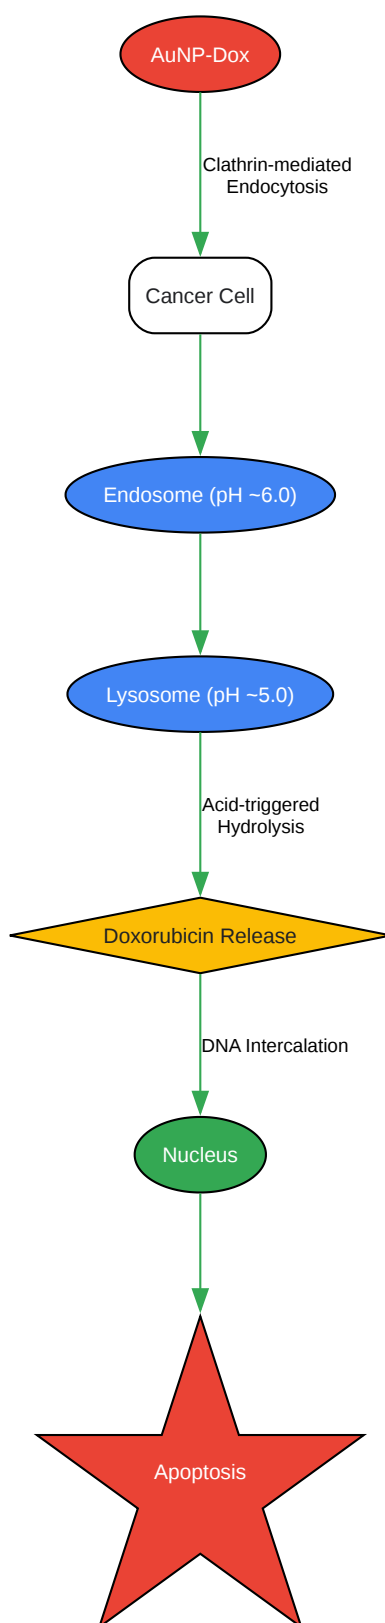 AuNP-Dox
Clathrin-mediated
Endocytosis
Cancer Cell
Endosome (pH ~6.0)
Lysosome (pH ~5.0)
Acid-triggered
Hydrolysis
Doxorubicin Release
DNA Intercalation
Nucleus
Apoptosis